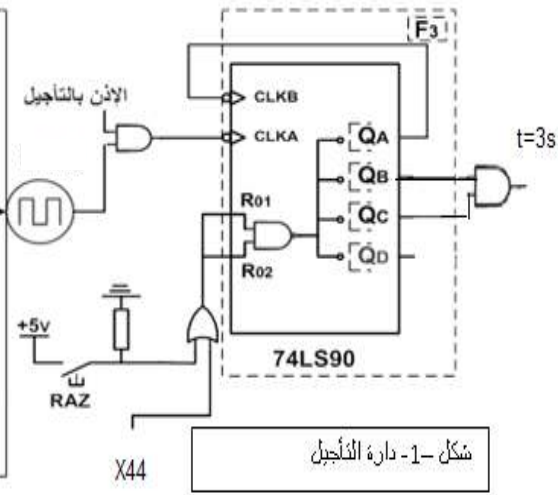 F3
الإذن بالتأجيل
CLKB
CLKA
QA
t=3s
QB
R01
QC
R02
QD
+5v
74LS90
RAZ
X44
شكل –1- دارة التأجيل